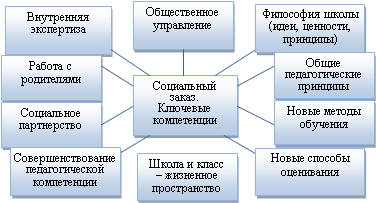 Общественное
управление
Внутренняя
экспертиза
Философия школы
(идеи, ценности,
принципы)
Работа с
родителями
Общие
педагогические
принципы
Социальный
заказ.
Ключевые
компетенции
Социальное
партнерство
Новые методы
обучения
Совершенствование
педагогической
компетенции
Школа и класс
– жизненное
пространство
Новые способы
оценивания